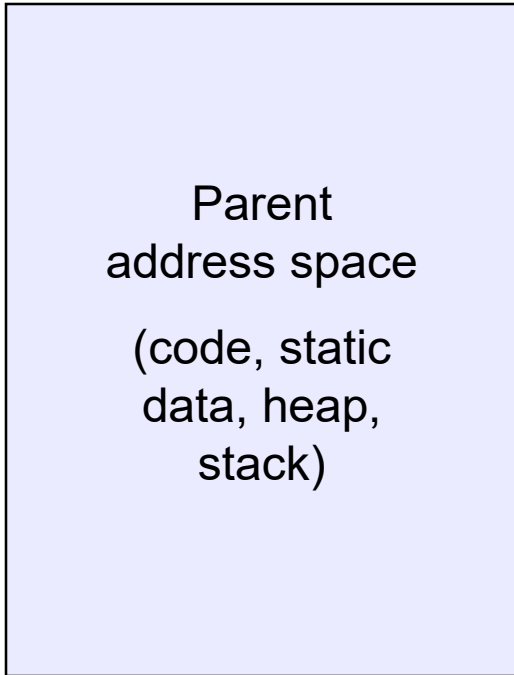 Parent
address space
(code, static
data, heap,
stack)